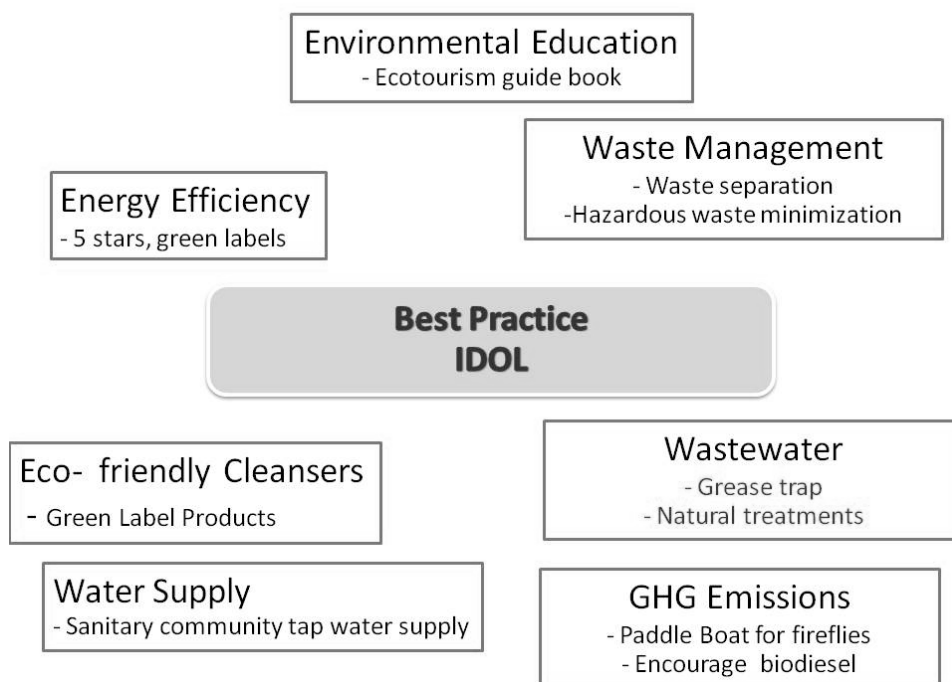 Environmental Education
- Ecotourism guide book
Waste Management
- Waste separation
-Hazardous waste minimization
Energy Efficiency
- 5 stars, green labels
Best Practice
IDOL
Eco- friendly Cleansers
- Green Label Products
Wastewater
- Grease trap
- Natural treatments
Water Supply
- Sanitary community tap water supply
GHG Emissions
- Paddle Boat for fireflies
- Encourage biodiesel